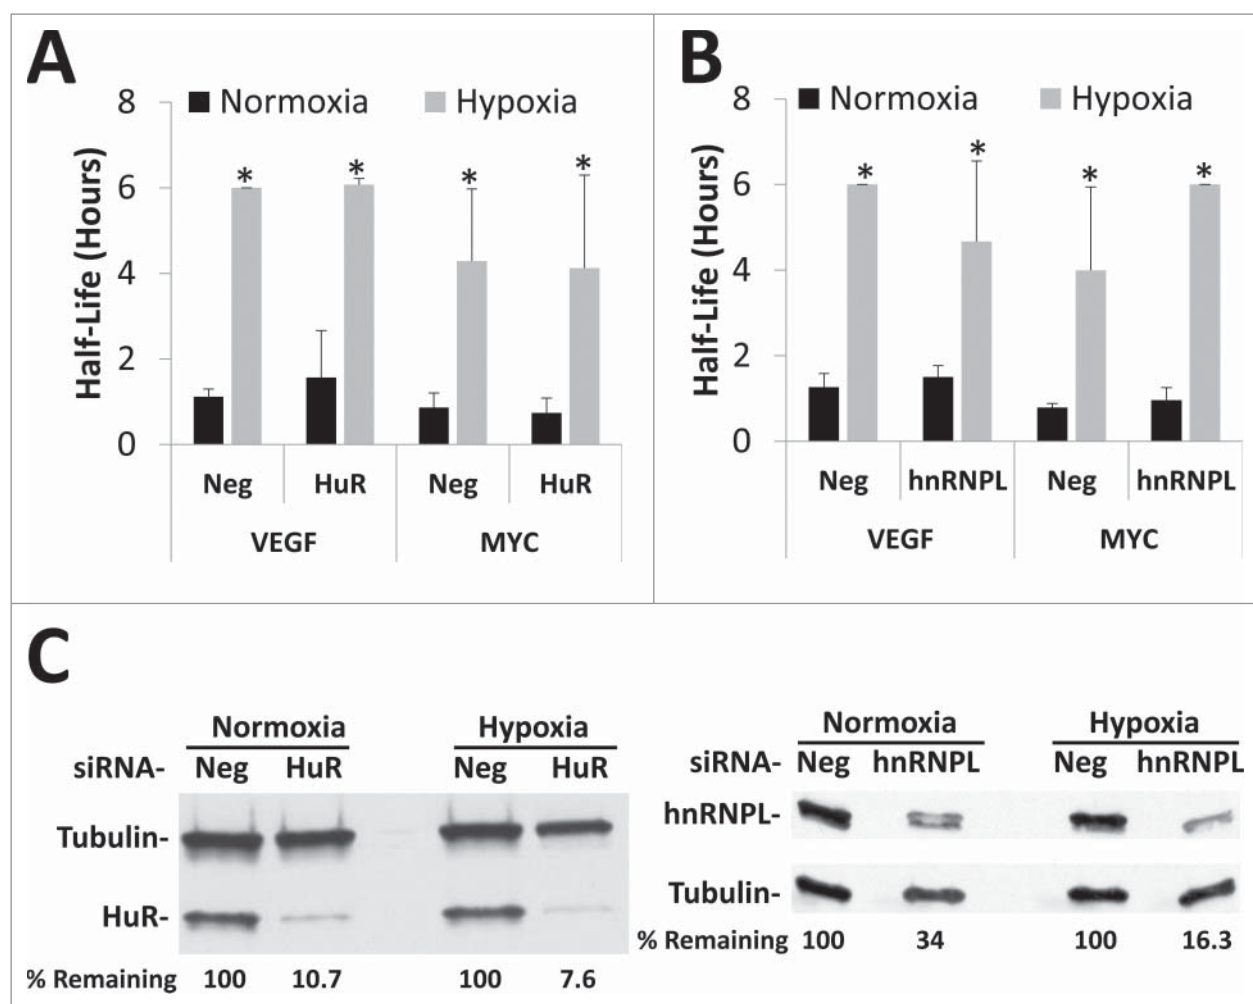 A
Normoxia Hypoxia
Half-Life (Hours)
8
6
4
2
0
* * * *
Neg HuR Neg HuR
VEGF MYC
B
Normoxia Hypoxia
Half-Life (Hours)
8
6
4
2
0
* * * *
Neg hnRNPL Neg hnRNPL
VEGF MYC
C
Normoxia Hypoxia
siRNA- Neg HuR Neg HuR
Tubulin-
HuR-
% Remaining 100 10.7 100 7.6
Normoxia Hypoxia
siRNA- Neg hnRNPL Neg hnRNPL
hnRNPL-
Tubulin-
% Remaining 100 34 100 16.3